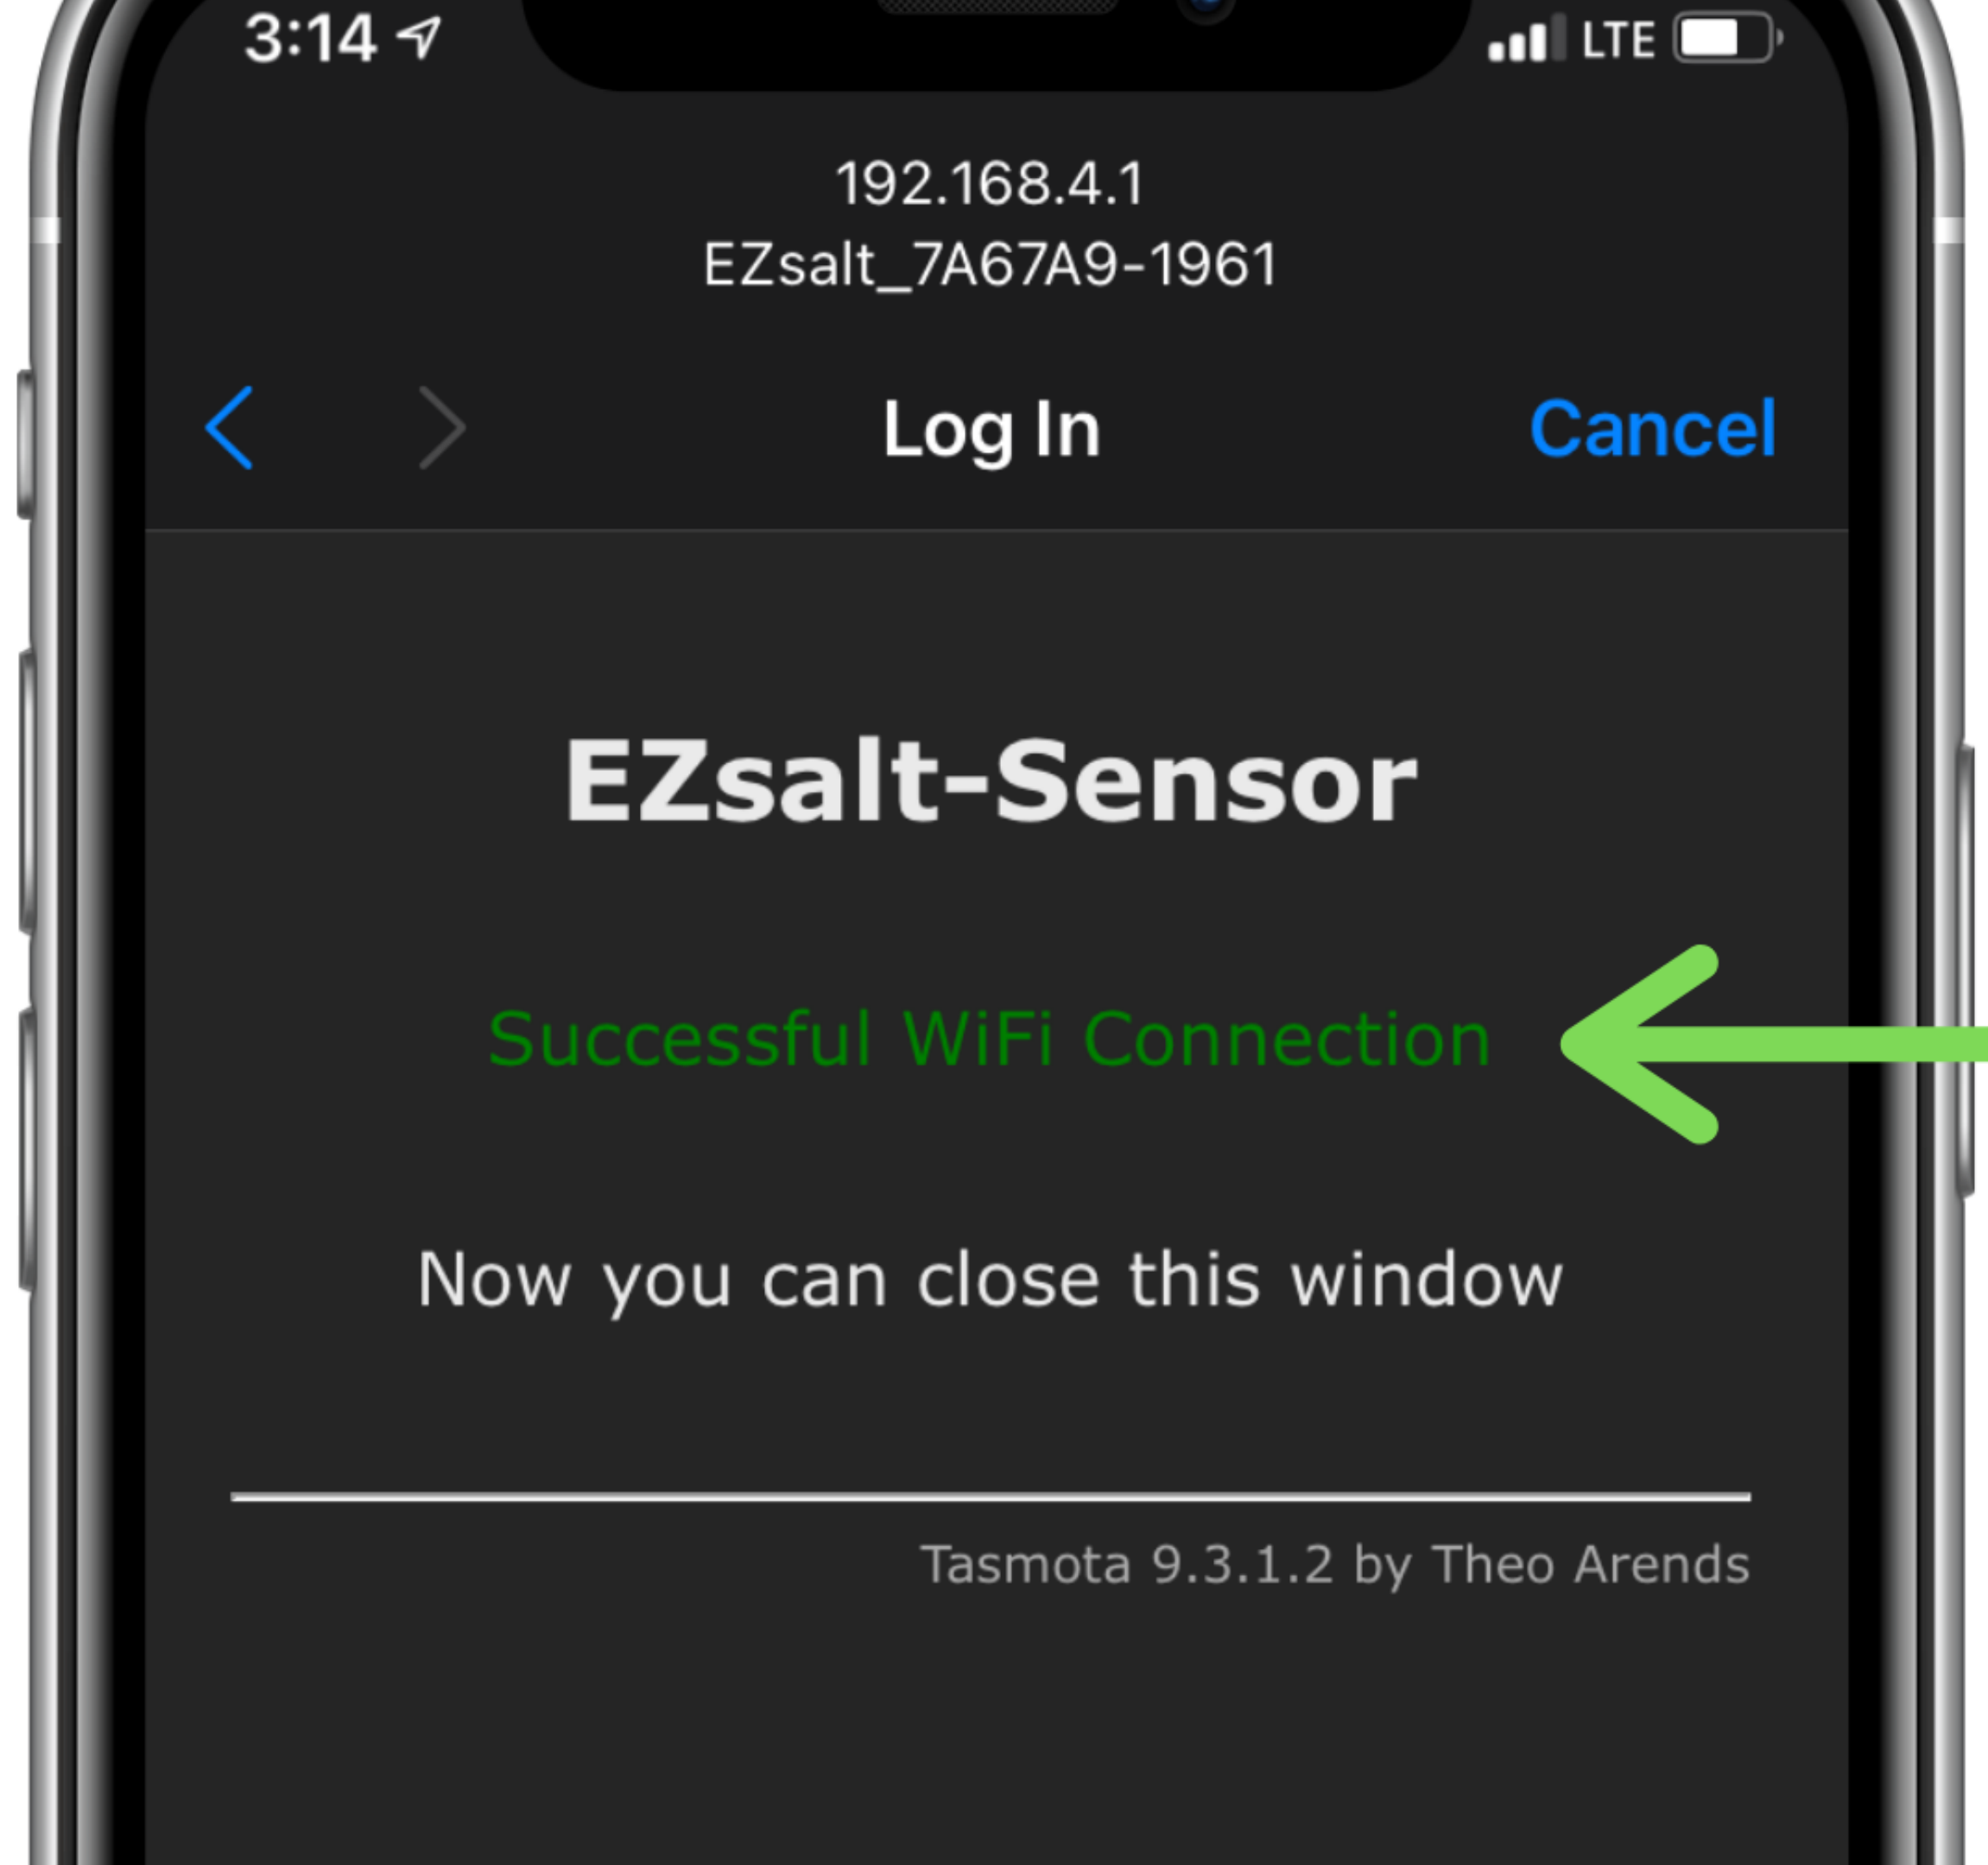 3:14 LTE
192.168.4.1
EZsalt_7A67A9-1961
Log In Cancel
EZsalt-Sensor
Successful WiFi Connection
Now you can close this window
Tasmota 9.3.1.2 by Theo Arends